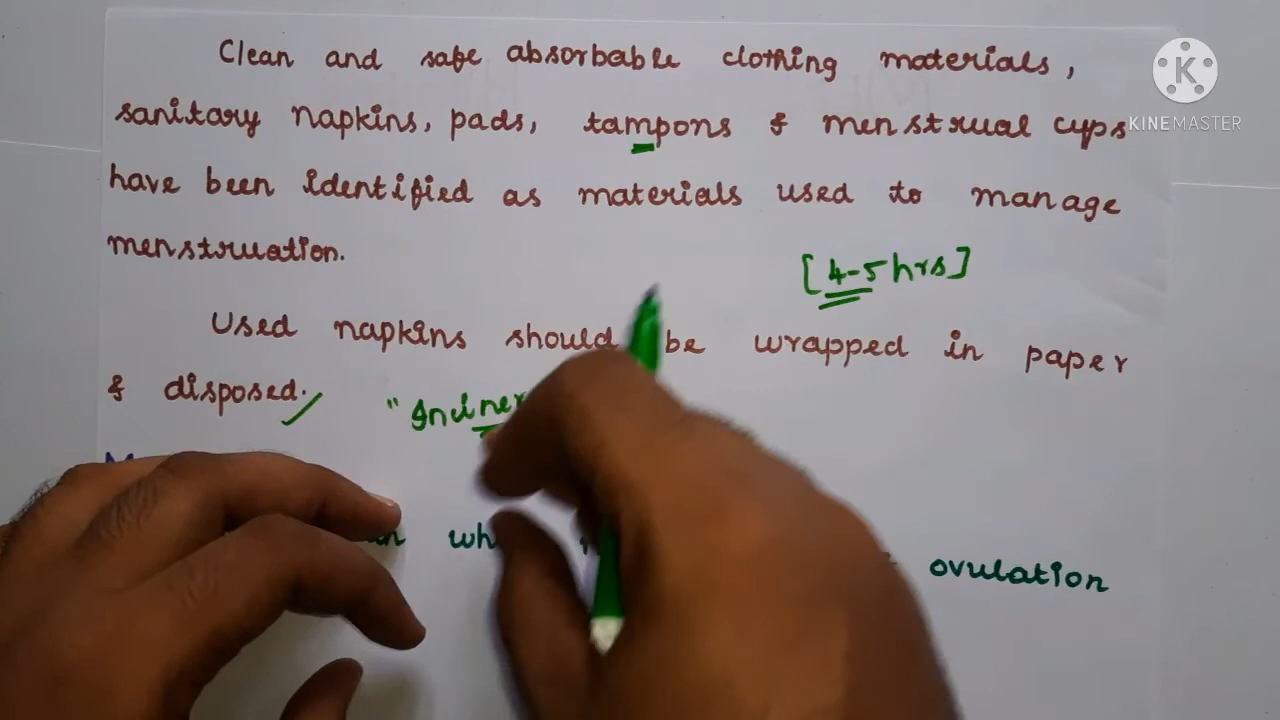 Clean and safe absorbable clothing materials,
KINEMASTER
sanitary napkins, pads, tampons & menstrual cups
have been identified as materials used to manage
menstruation.
[4-5 hrs]
Used napkins should be wrapped in paper
& disposed.
ovulation